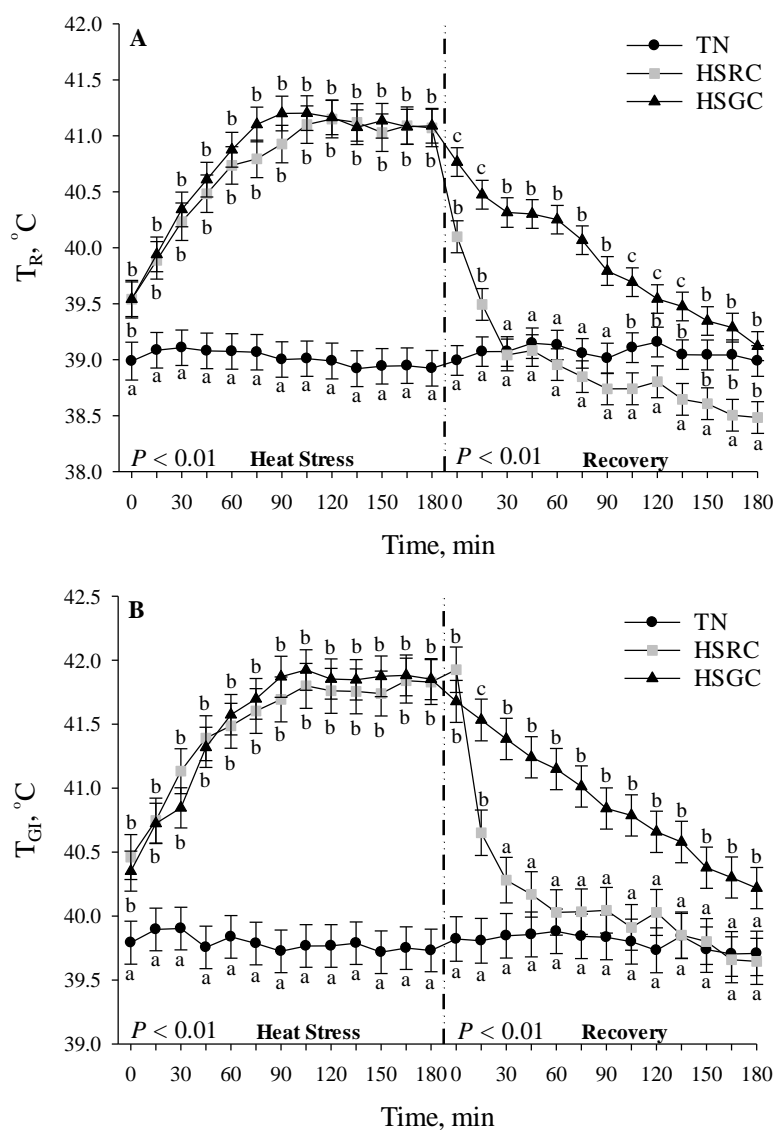 A
TN
HSRC
HSGC
42.0
41.5
41.0
40.5
40.0
39.5
39.0
38.5
38.0
T_R, °C
b b b b b b b b b b b b b
b b b b b b b b b b b b b
a a a a a a a a a a a a a
c c b b b b b c c c b b b
b b a a a a a b b a b b b
a a a a a a a a a a a a a
P < 0.01 Heat Stress P < 0.01 Recovery
0 30 60 90 120 150 180 0 30 60 90 120 150 180
Time, min
B
TN
HSRC
HSGC
42.5
42.0
41.5
41.0
40.5
40.0
39.5
39.0
T_GI, °C
b b b b b b b b b b b b b
b b b b b b b b b b b b b
a a a a a a a a a a a a a
b c b b b b b b b b b b b
b b a a a a a a a a a a a
a a a a a a a a a a a a a
P < 0.01 Heat Stress P < 0.01 Recovery
0 30 60 90 120 150 180 0 30 60 90 120 150 180
Time, min